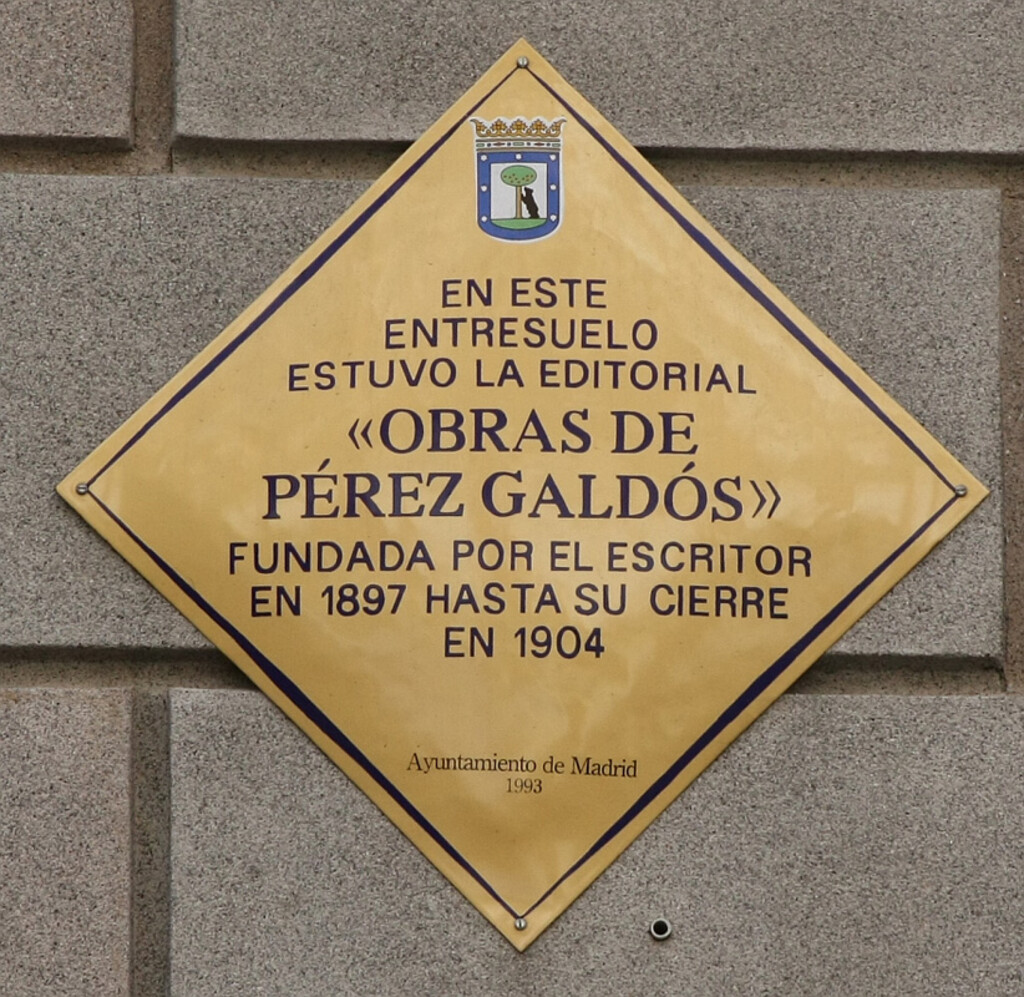 EN ESTE
ENTRESUELO
ESTUVO LA EDITORIAL
«OBRAS DE
PÉREZ GALDÓS»
FUNDADA POR EL ESCRITOR
EN 1897 HASTA SU CIERRE
EN 1904
Ayuntamiento de Madrid
1993